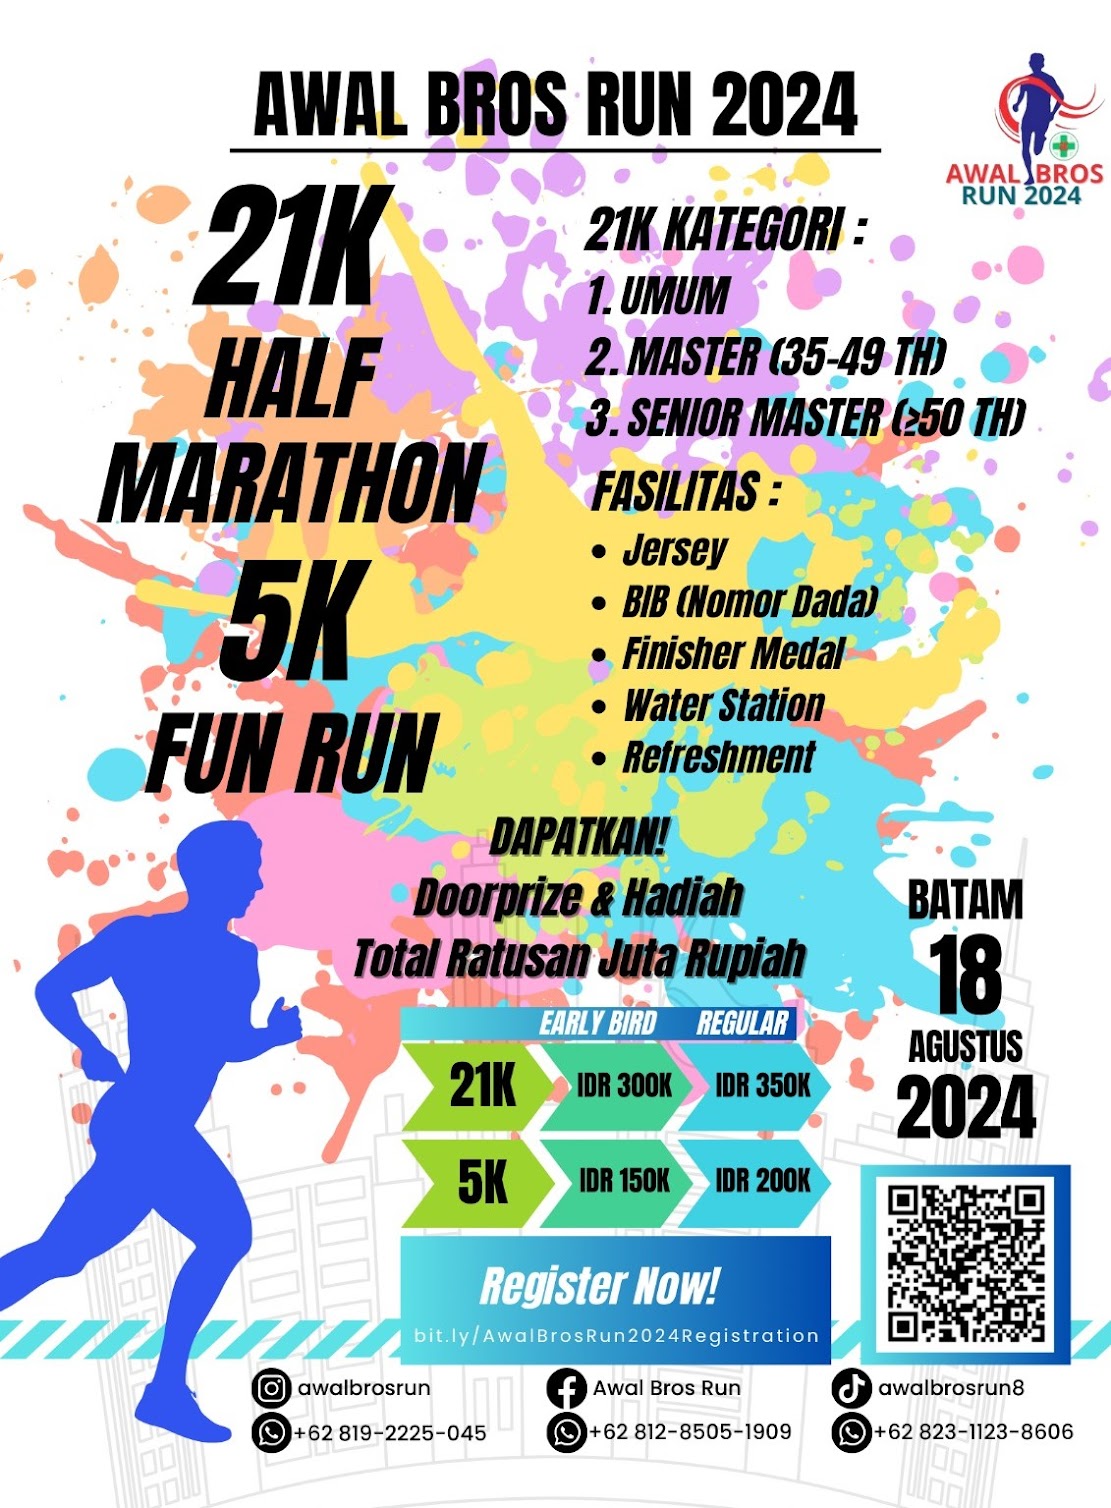 AWAL BROS RUN 2024
AWAL BROS
RUN 2024
21K
HALF
MARATHON
5K
FUN RUN
21K KATEGORI :
1. UMUM
2. MASTER (35-49 TH)
3. SENIOR MASTER (≥50 TH)
FASILITAS :
• Jersey
• BIB (Nomor Dada)
• Finisher Medal
• Water Station
• Refreshment
DAPATKAN!
Doorprize & Hadiah
Total Ratusan Juta Rupiah
BATAM
18
AGUSTUS
2024
EARLY BIRD REGULAR
21K IDR 300K IDR 350K
5K IDR 150K IDR 200K
Register Now!
bit.ly/AwalBrosRun2024Registration
awalbrosrun Awal Bros Run awalbrosrun8
+62 819-2225-045 +62 812-8505-1909 +62 823-1123-8606